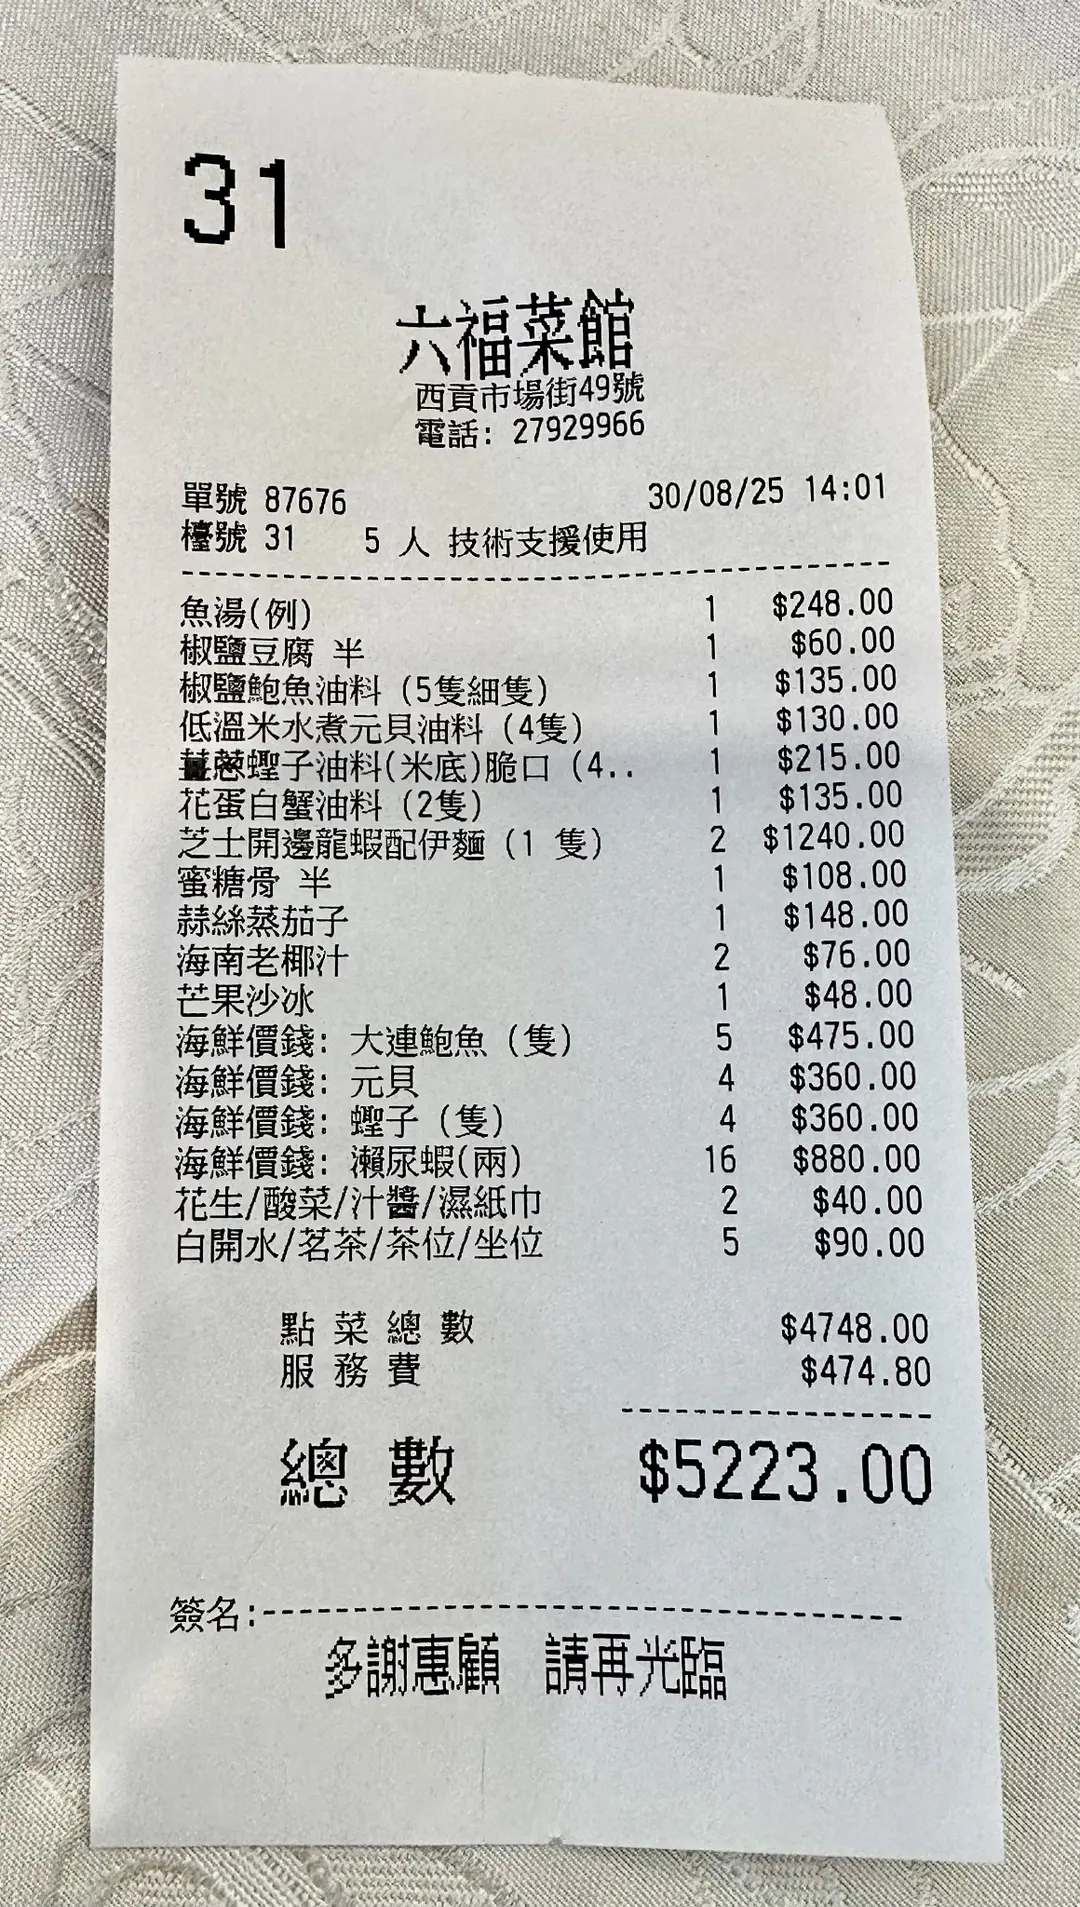 31
六福菜館
西貢市場街49號
電話: 27929966
單號 87676 30/08/25 14:01
檯號 31 5 人 技術支援使用
魚湯(例) 1 $248.00
椒鹽豆腐 半 1 $60.00
椒鹽鮑魚油料 (5隻細隻) 1 $135.00
低溫米水煮元貝油料 (4隻) 1 $130.00
薑蔥蟶子油料(米底)脆口 (4.. 1 $215.00
花蛋白蟹油料 (2隻) 1 $135.00
芝士開邊龍蝦配伊麵 (1 隻) 2 $1240.00
蜜糖骨 半 1 $108.00
蒜絲蒸茄子 1 $148.00
海南老椰汁 2 $76.00
芒果沙冰 1 $48.00
海鮮價錢: 大連鮑魚 (隻) 5 $475.00
海鮮價錢: 元貝 4 $360.00
海鮮價錢: 蟶子 (隻) 4 $360.00
海鮮價錢: 瀨尿蝦(兩) 16 $880.00
花生/酸菜/汁醬/濕紙巾 2 $40.00
白開水/茗茶/茶位/坐位 5 $90.00
點菜總數 $4748.00
服務費 $474.80
總數 $5223.00
簽名:
多謝惠顧 請再光臨